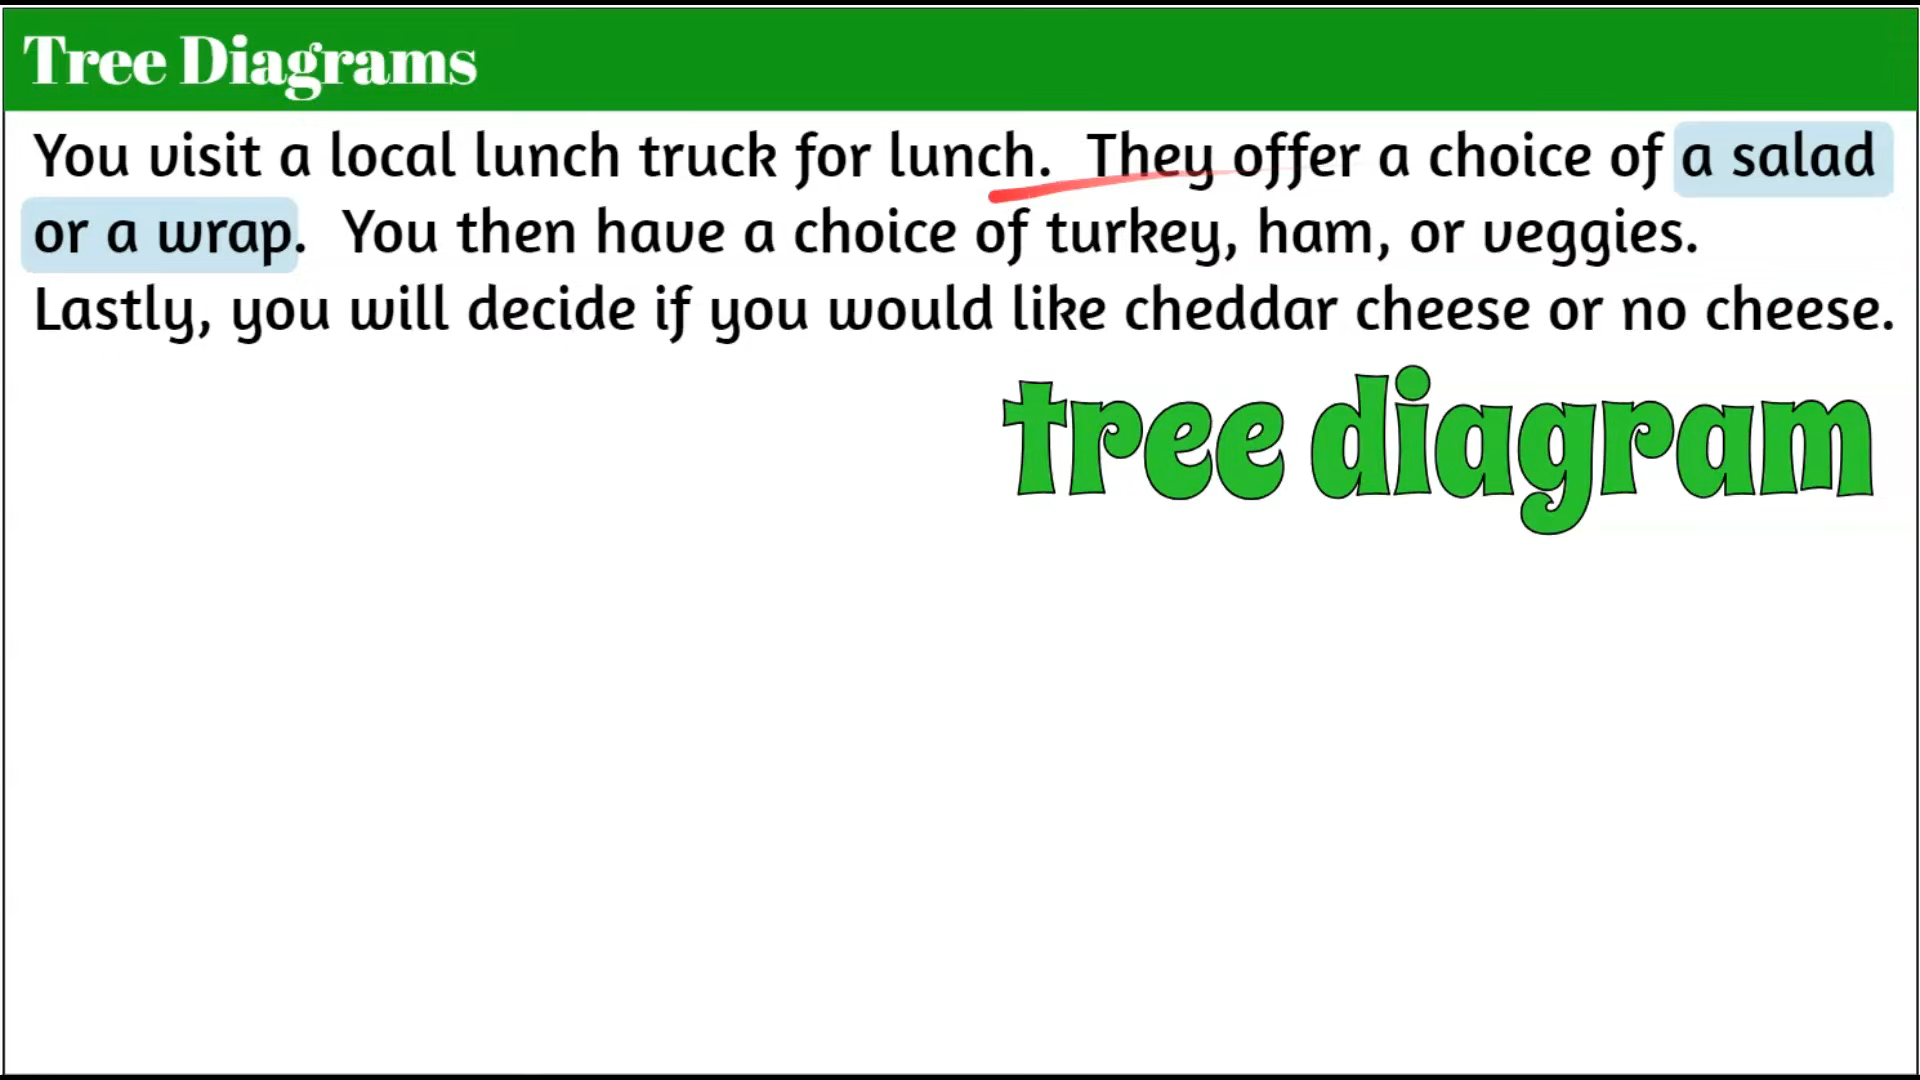 Tree Diagrams
You visit a local lunch truck for lunch. They offer a choice of a salad
or a wrap. You then have a choice of turkey, ham, or veggies.
Lastly, you will decide if you would like cheddar cheese or no cheese.
tree diagram